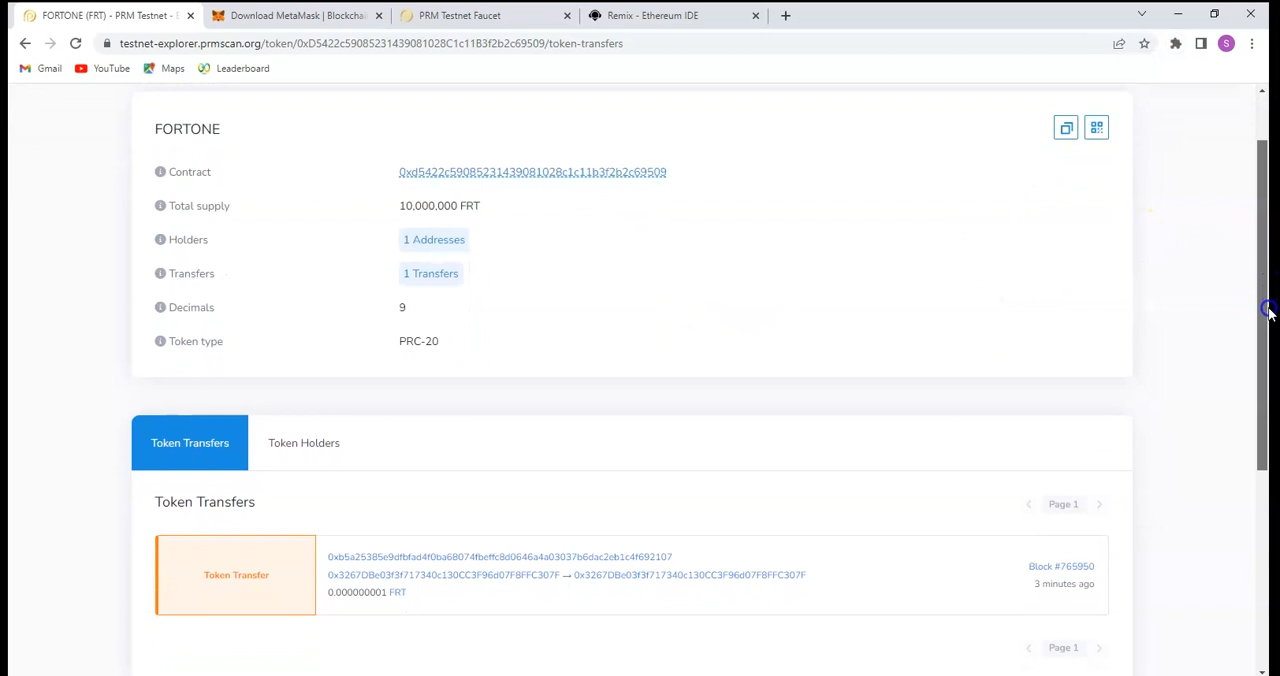 FORTONE (FRT) - PRM Testnet - E
Download MetaMask | Blockchai
PRM Testnet Faucet
Remix - Ethereum IDE
testnet-explorer.prmscan.org/token/0xD5422c59085231439081028C1c11B3f2b2c69509/token-transfers
S
Gmail
YouTube
Maps
Leaderboard
FORTONE
Contract
0xd5422c59085231439081028c1c11b3f2b2c69509
Total supply
10,000,000 FRT
Holders
1 Addresses
Transfers
1 Transfers
Decimals
9
Token type
PRC-20
Token Transfers
Token Holders
Token Transfers
Page 1
Token Transfer
0xb5a25385e9dfbfad4f0ba68074fbeffc8d0646a4a03037b6dac2eb1c4f692107
0x3267DBe03f3f717340c130CC3F96d07F8FFC307F → 0x3267DBe03f3f717340c130CC3F96d07F8FFC307F
0.000000001 FRT
Block #765950
3 minutes ago
Page 1